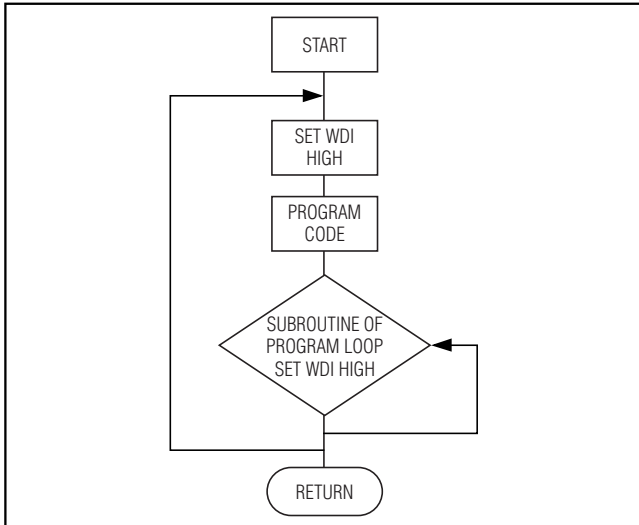 START
SET WDI
HIGH
PROGRAM
CODE
SUBROUTINE OF
PROGRAM LOOP
SET WDI HIGH
RETURN